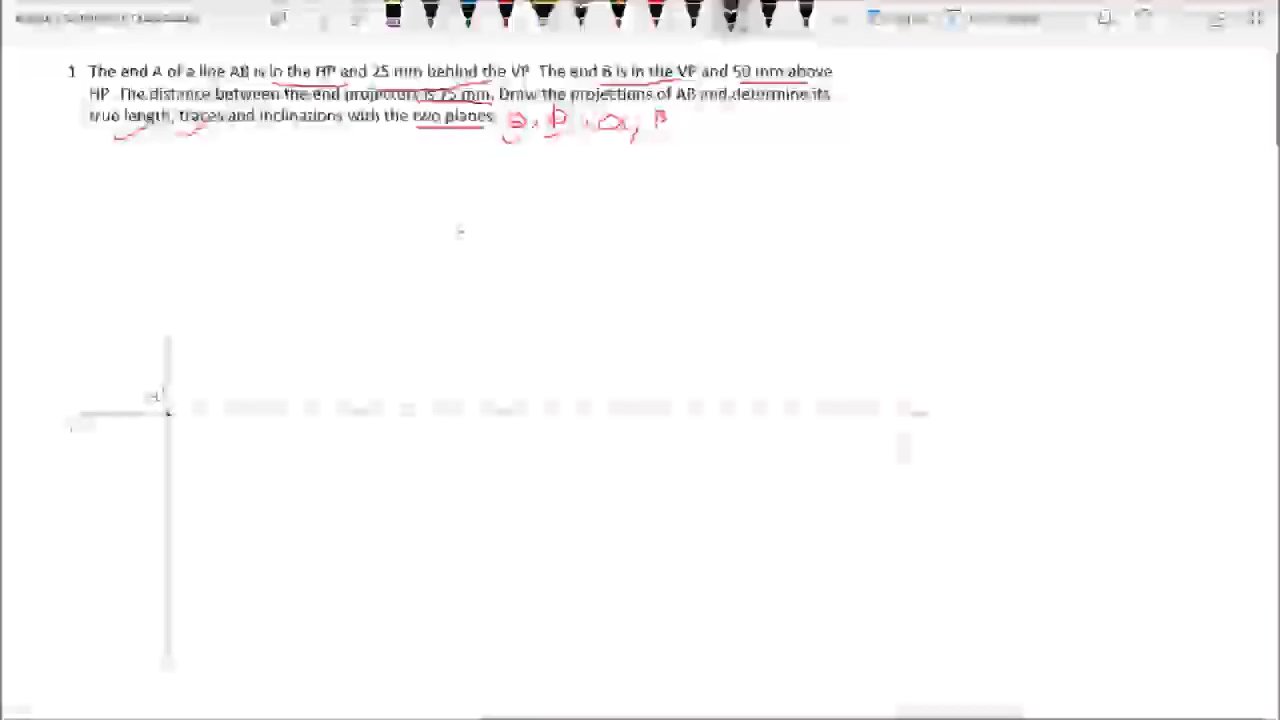 1 The end A of a line AB is in the HP and 25 mm behind the VP. The end B is in the VP and 50 mm above
HP. The distance between the end projectors is 75 mm. Draw the projections of AB and determine its
true length, traces and inclinations with the two planes. θ, Φ, α, β